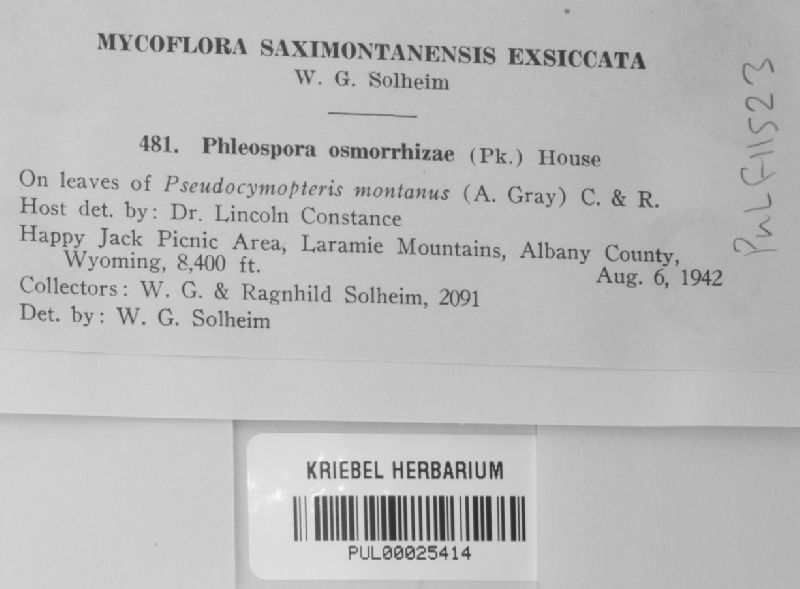 MYCOFLORA SAXIMONTANENSIS EXSICCATA
W. G. Solheim
481. Phleospora osmorrhizae (Pk.) House
On leaves of Pseudocymopteris montanus (A. Gray) C. & R.
Host det. by: Dr. Lincoln Constance
Happy Jack Picnic Area, Laramie Mountains, Albany County,
Wyoming, 8,400 ft.
Aug. 6, 1942
Collectors: W. G. & Ragnhild Solheim, 2091
Det. by: W. G. Solheim
PUL F11523
KRIEBEL HERBARIUM
PUL00025414